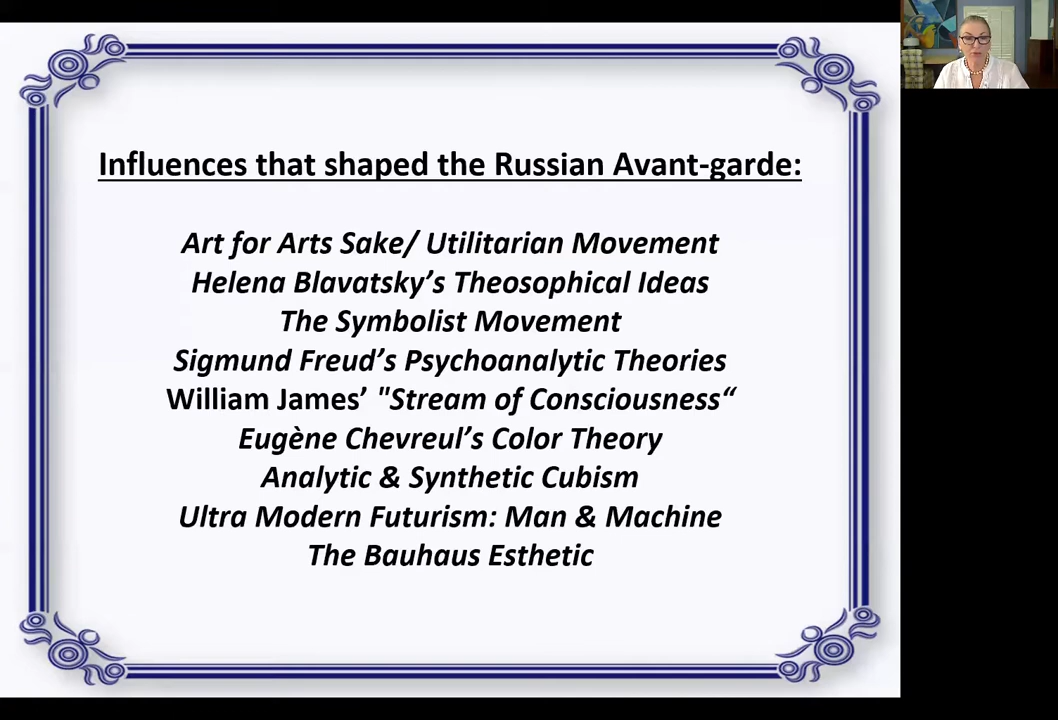 Influences that shaped the Russian Avant-garde:
Art for Arts Sake/ Utilitarian Movement
Helena Blavatsky’s Theosophical Ideas
The Symbolist Movement
Sigmund Freud’s Psychoanalytic Theories
William James’ "Stream of Consciousness“
Eugène Chevreul’s Color Theory
Analytic & Synthetic Cubism
Ultra Modern Futurism: Man & Machine
The Bauhaus Esthetic